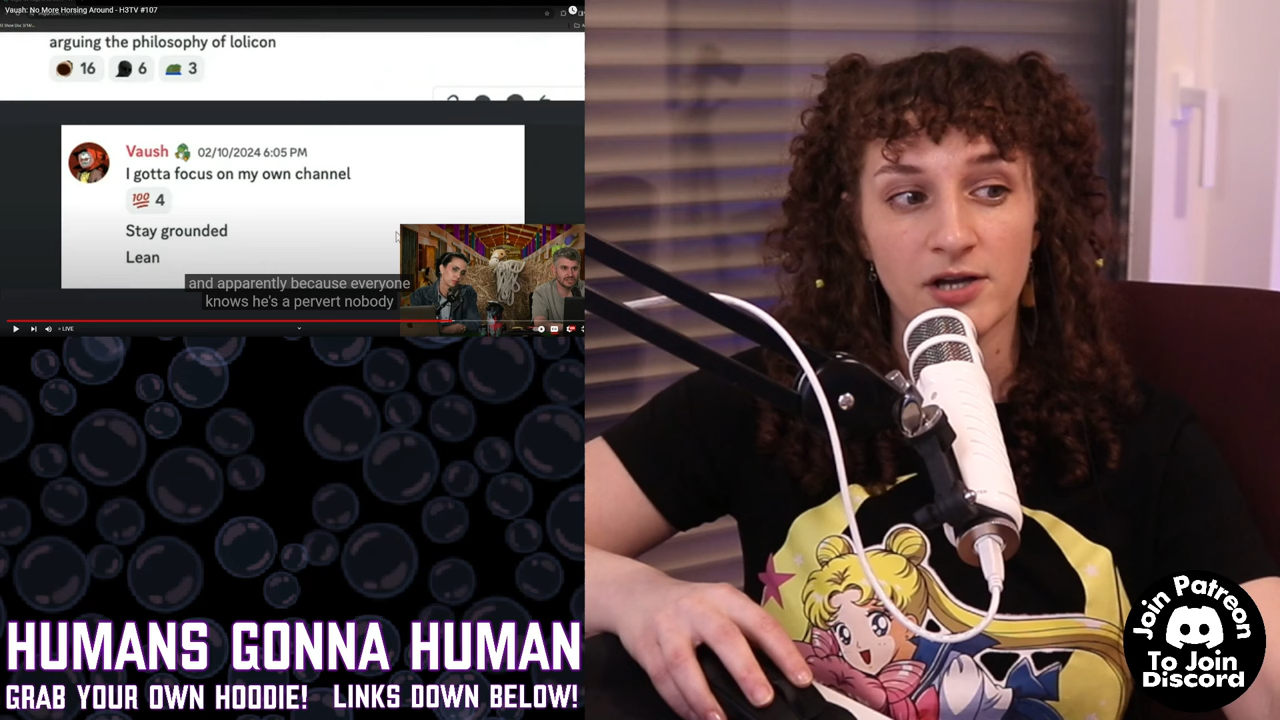 Vaush: No More Horsing Around - H3TV #107
arguing the philosophy of lolicon
16 6 3
Vaush 02/10/2024 6:05 PM
I gotta focus on my own channel
100 4
Stay grounded
Lean
and apparently because everyone
knows he's a pervert nobody
LIVE
HUMANS GONNA HUMAN
GRAB YOUR OWN HOODIE! LINKS DOWN BELOW!
Join Patreon
To Join
Discord